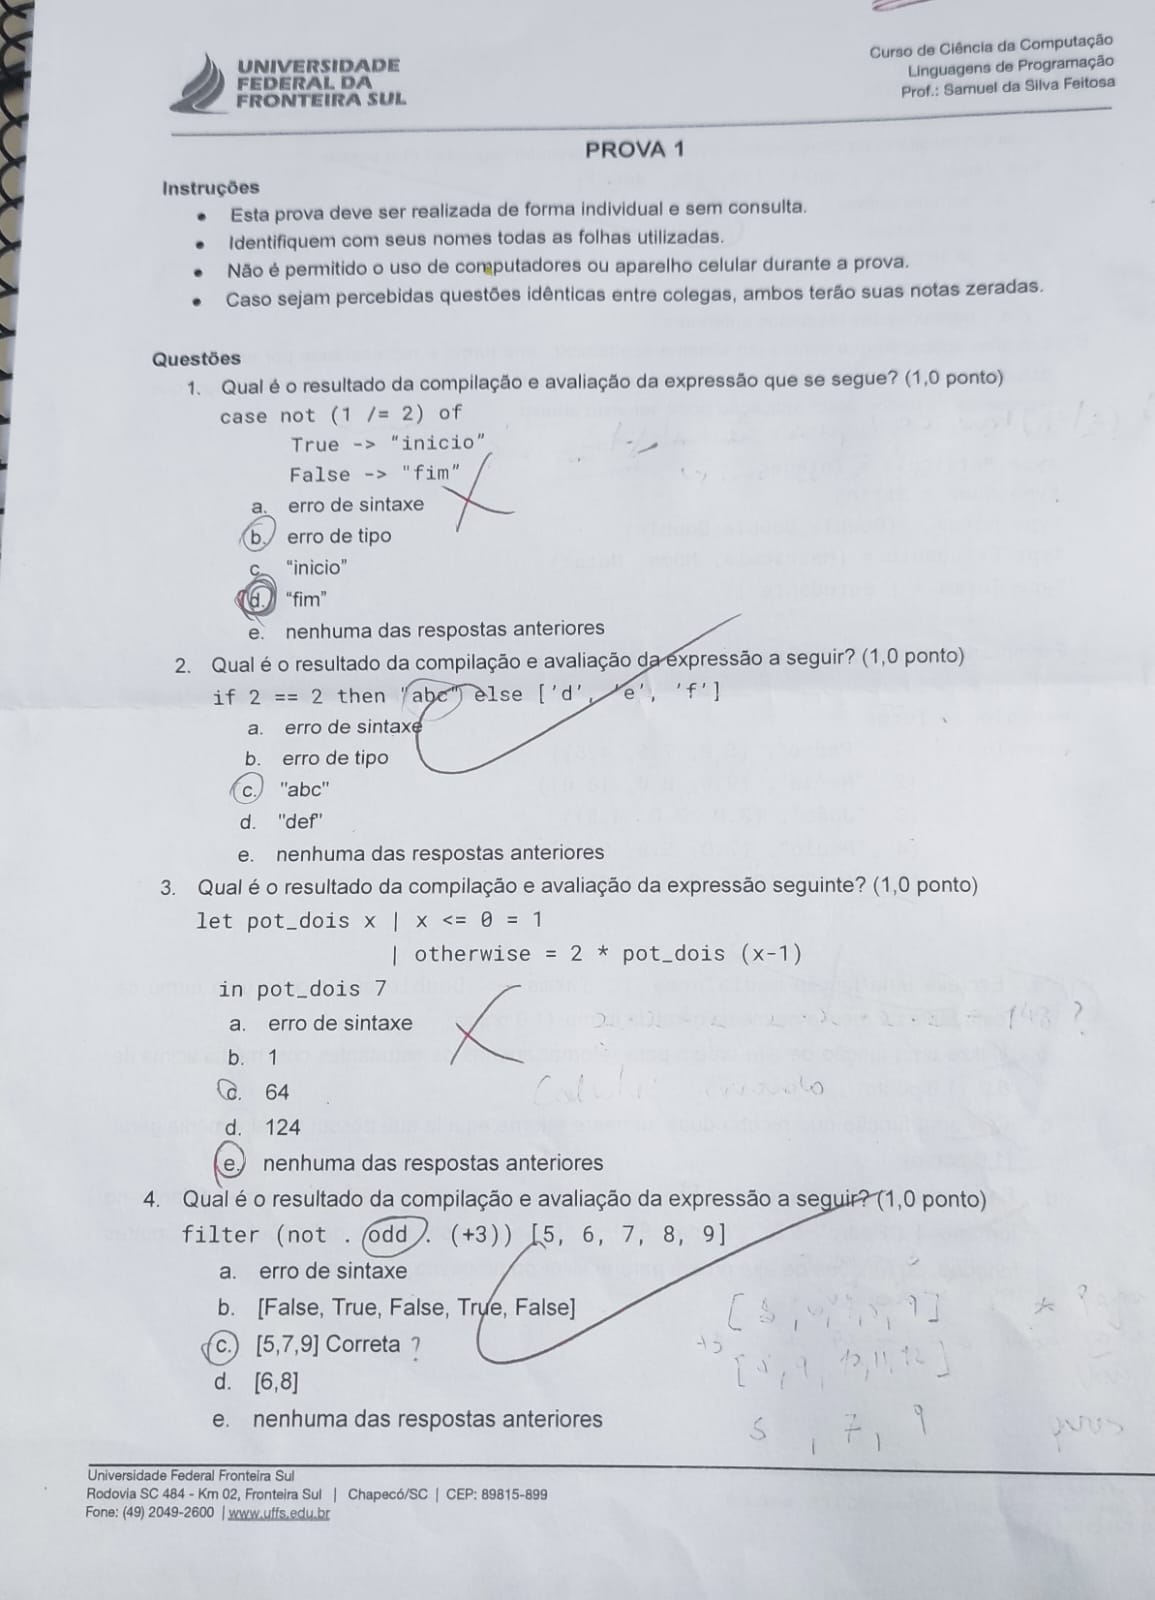 UNIVERSIDADE
FEDERAL DA
FRONTEIRA SUL
Curso de Ciência da Computação
Linguagens de Programação
Prof.: Samuel da Silva Feitosa
PROVA 1
Instruções
• Esta prova deve ser realizada de forma individual e sem consulta.
• Identifiquem com seus nomes todas as folhas utilizadas.
• Não é permitido o uso de computadores ou aparelho celular durante a prova.
• Caso sejam percebidas questões idênticas entre colegas, ambos terão suas notas zeradas.
Questões
1. Qual é o resultado da compilação e avaliação da expressão que se segue? (1,0 ponto)
case not (1 /= 2) of
True -> "inicio"
False -> "fim"
a. erro de sintaxe
b. erro de tipo
c. "inicio"
d. "fim"
e. nenhuma das respostas anteriores
2. Qual é o resultado da compilação e avaliação da expressão a seguir? (1,0 ponto)
if 2 == 2 then "abc" else ['d', 'e', 'f']
a. erro de sintaxe
b. erro de tipo
c. "abc"
d. "def"
e. nenhuma das respostas anteriores
3. Qual é o resultado da compilação e avaliação da expressão seguinte? (1,0 ponto)
let pot_dois x | x <= 0 = 1
| otherwise = 2 * pot_dois (x-1)
in pot_dois 7
a. erro de sintaxe
148 ?
b. 1
c. 64
d. 124
e. nenhuma das respostas anteriores
4. Qual é o resultado da compilação e avaliação da expressão a seguir? (1,0 ponto)
filter (not . odd . (+3)) [5, 6, 7, 8, 9]
a. erro de sintaxe
b. [False, True, False, True, False]
c. [5,7,9] Correta ?
d. [6,8]
e. nenhuma das respostas anteriores
5, 7, 9
Universidade Federal Fronteira Sul
Rodovia SC 484 - Km 02, Fronteira Sul | Chapecó/SC | CEP: 89815-899
Fone: (49) 2049-2600 | www.uffs.edu.br